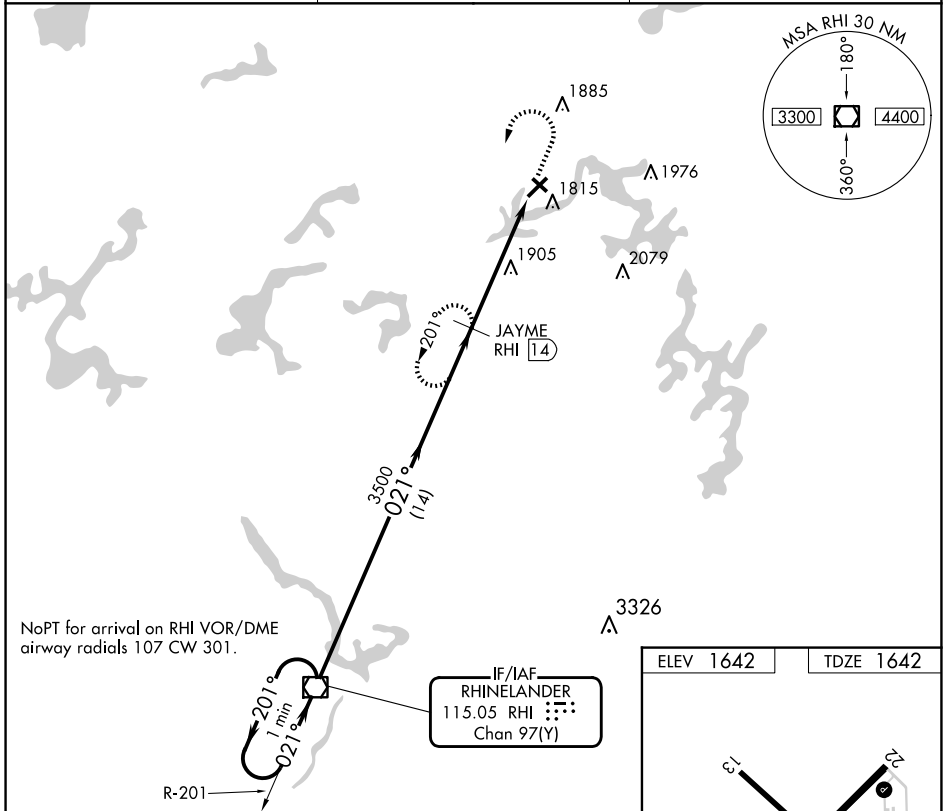 MSA RHI 30 NM
180°
3300
4400
360°
1885
1976
1815
1905
2079
201°
JAYME
RHI 14
3500
021°
(14)
3326
NoPT for arrival on RHI VOR/DME
airway radials 107 CW 301.
201°
1 min
021°
R-201
IF/IAF
RHINELANDER
115.05 RHI
Chan 97(Y)
ELEV 1642
TDZE 1642
13
22
P